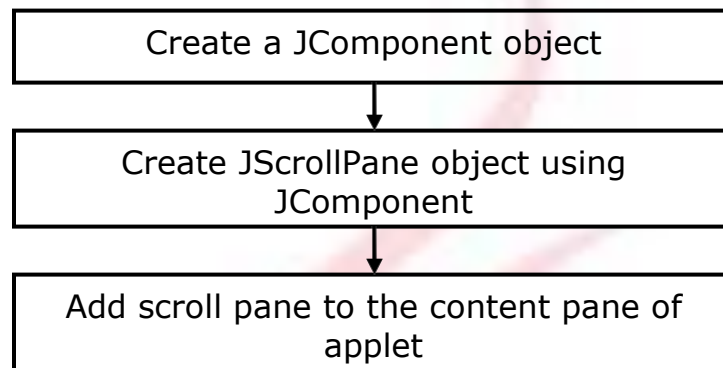 Create a JComponent object
Create JScrollPane object using
JComponent
Add scroll pane to the content pane of
applet